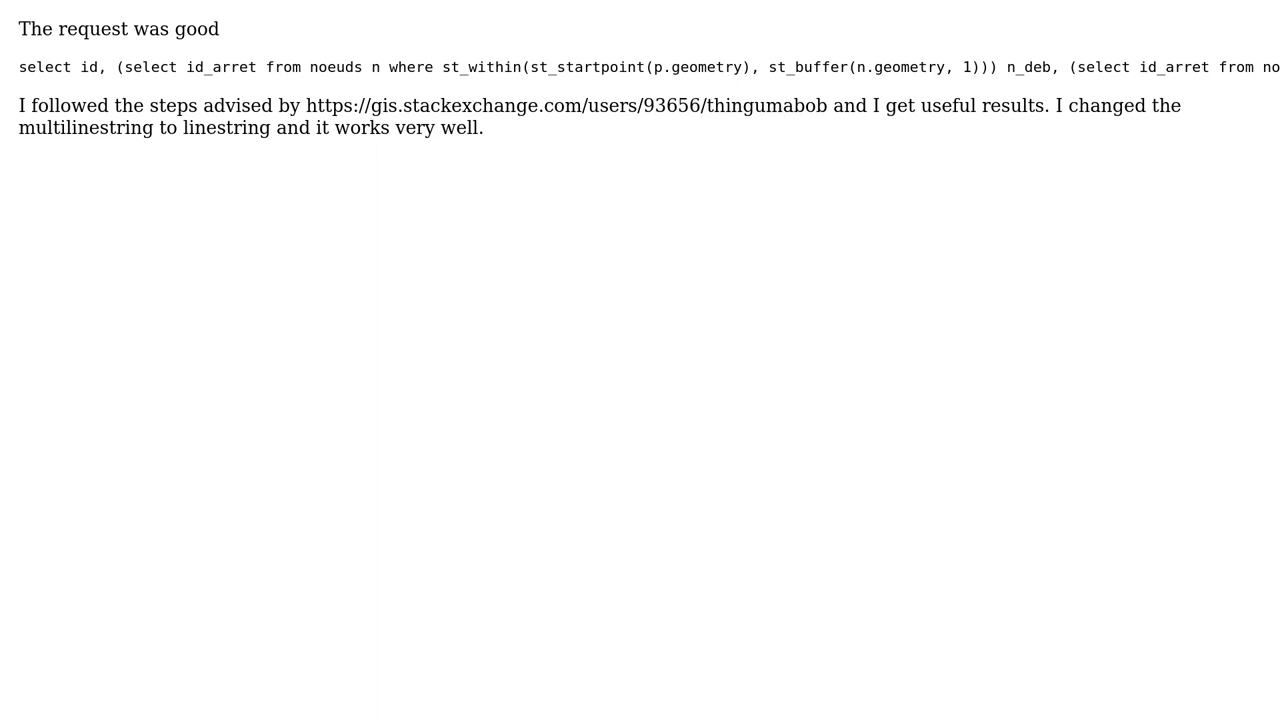 The request was good
select id, (select id_arret from noeuds n where st_within(st_startpoint(p.geometry), st_buffer(n.geometry, 1))) n_deb, (select id_arret from no
I followed the steps advised by https://gis.stackexchange.com/users/93656/thingumabob and I get useful results. I changed the
multilinestring to linestring and it works very well.